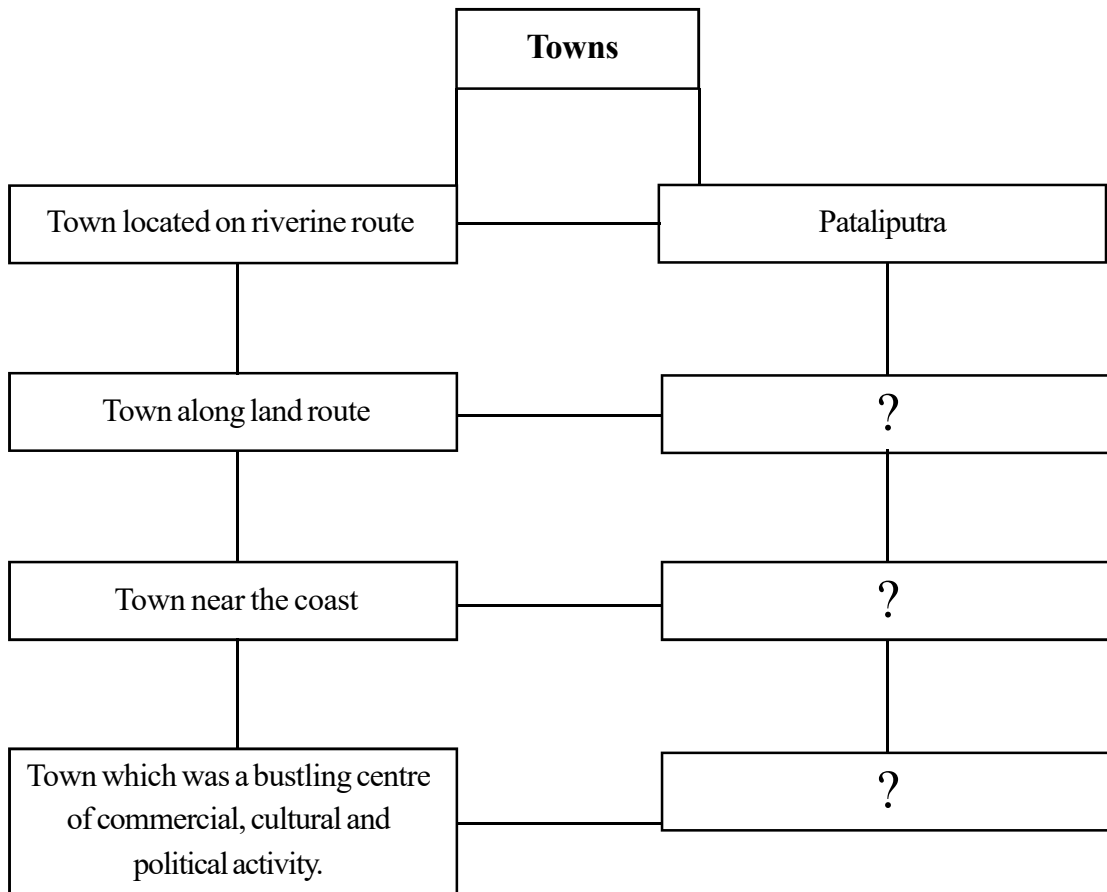 Towns
Town located on riverine route
Pataliputra
Town along land route
?
Town near the coast
?
Town which was a bustling centre
of commercial, cultural and
political activity.
?